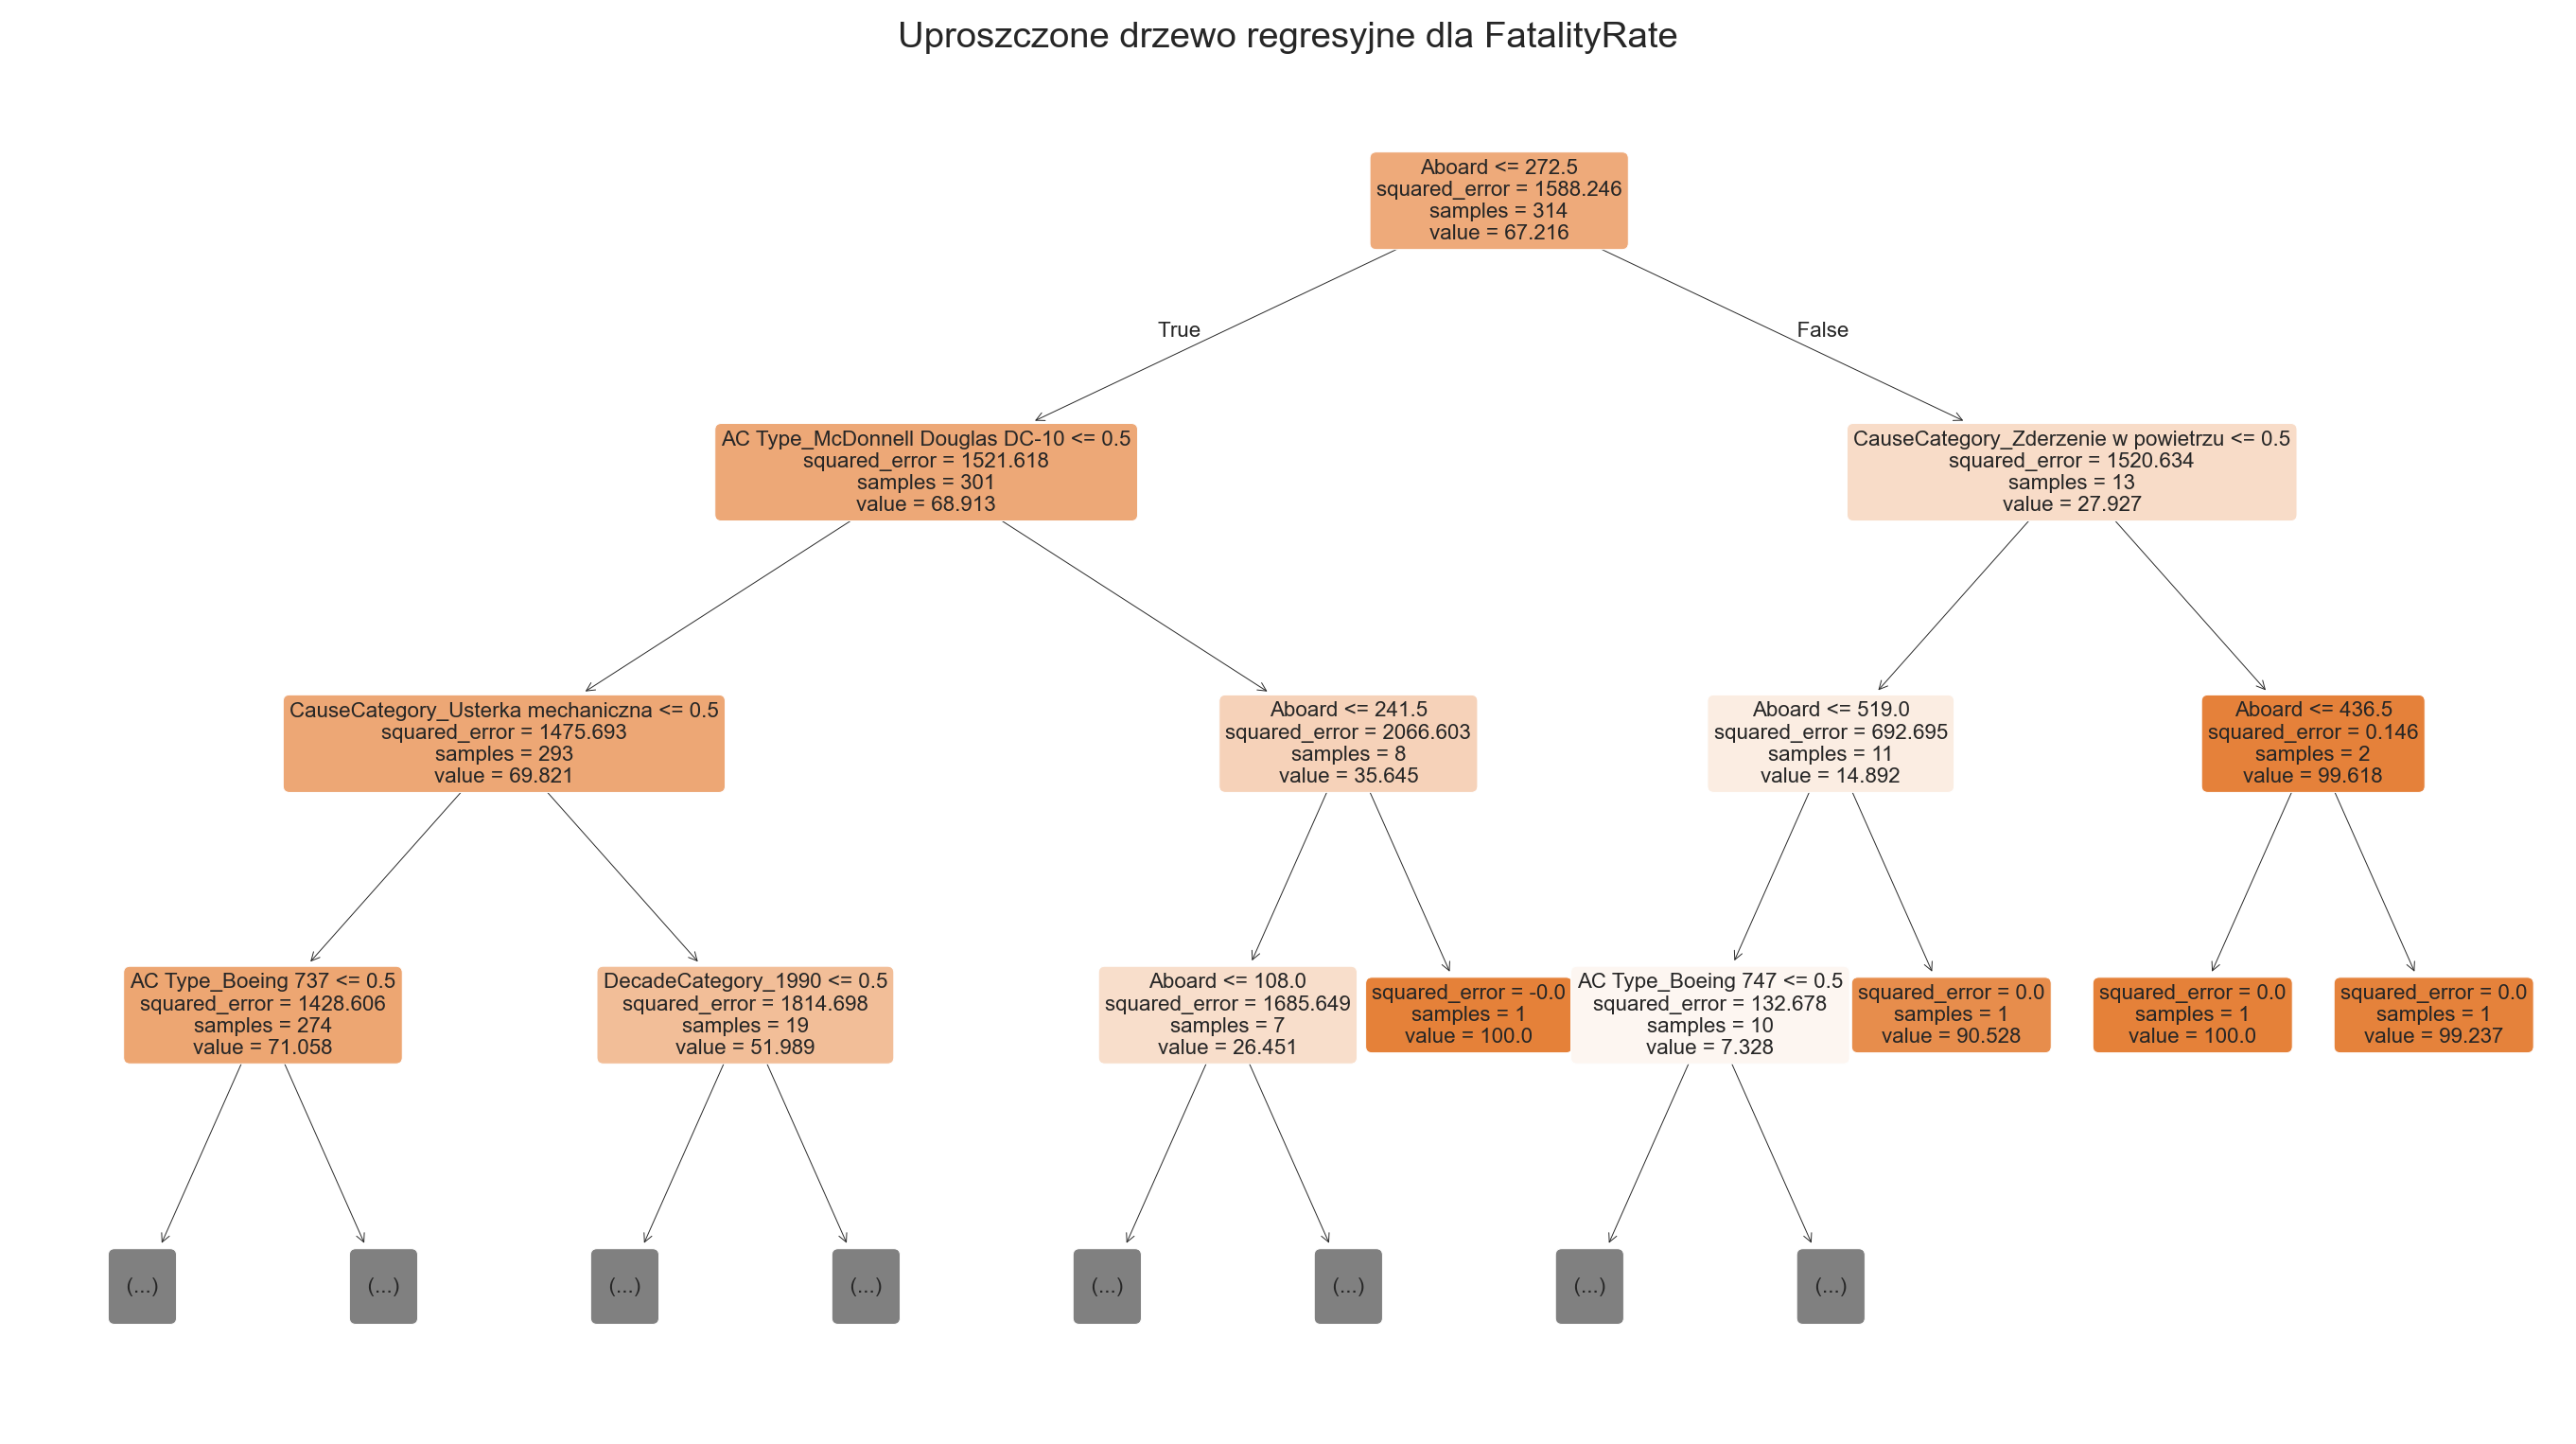 Uproszczone drzewo regresyjne dla FatalityRate
Aboard <= 272.5
squared_error = 1588.246
samples = 314
value = 67.216
True
False
AC Type_McDonnell Douglas DC-10 <= 0.5
squared_error = 1521.618
samples = 301
value = 68.913
CauseCategory_Zderzenie w powietrzu <= 0.5
squared_error = 1520.634
samples = 13
value = 27.927
CauseCategory_Usterka mechaniczna <= 0.5
squared_error = 1475.693
samples = 293
value = 69.821
Aboard <= 241.5
squared_error = 2066.603
samples = 8
value = 35.645
Aboard <= 519.0
squared_error = 692.695
samples = 11
value = 14.892
Aboard <= 436.5
squared_error = 0.146
samples = 2
value = 99.618
AC Type_Boeing 737 <= 0.5
squared_error = 1428.606
samples = 274
value = 71.058
DecadeCategory_1990 <= 0.5
squared_error = 1814.698
samples = 19
value = 51.989
Aboard <= 108.0
squared_error = 1685.649
samples = 7
value = 26.451
squared_error = -0.0
samples = 1
value = 100.0
AC Type_Boeing 747 <= 0.5
squared_error = 132.678
samples = 10
value = 7.328
squared_error = 0.0
samples = 1
value = 90.528
squared_error = 0.0
samples = 1
value = 100.0
squared_error = 0.0
samples = 1
value = 99.237
(...)
(...)
(...)
(...)
(...)
(...)
(...)
(...)